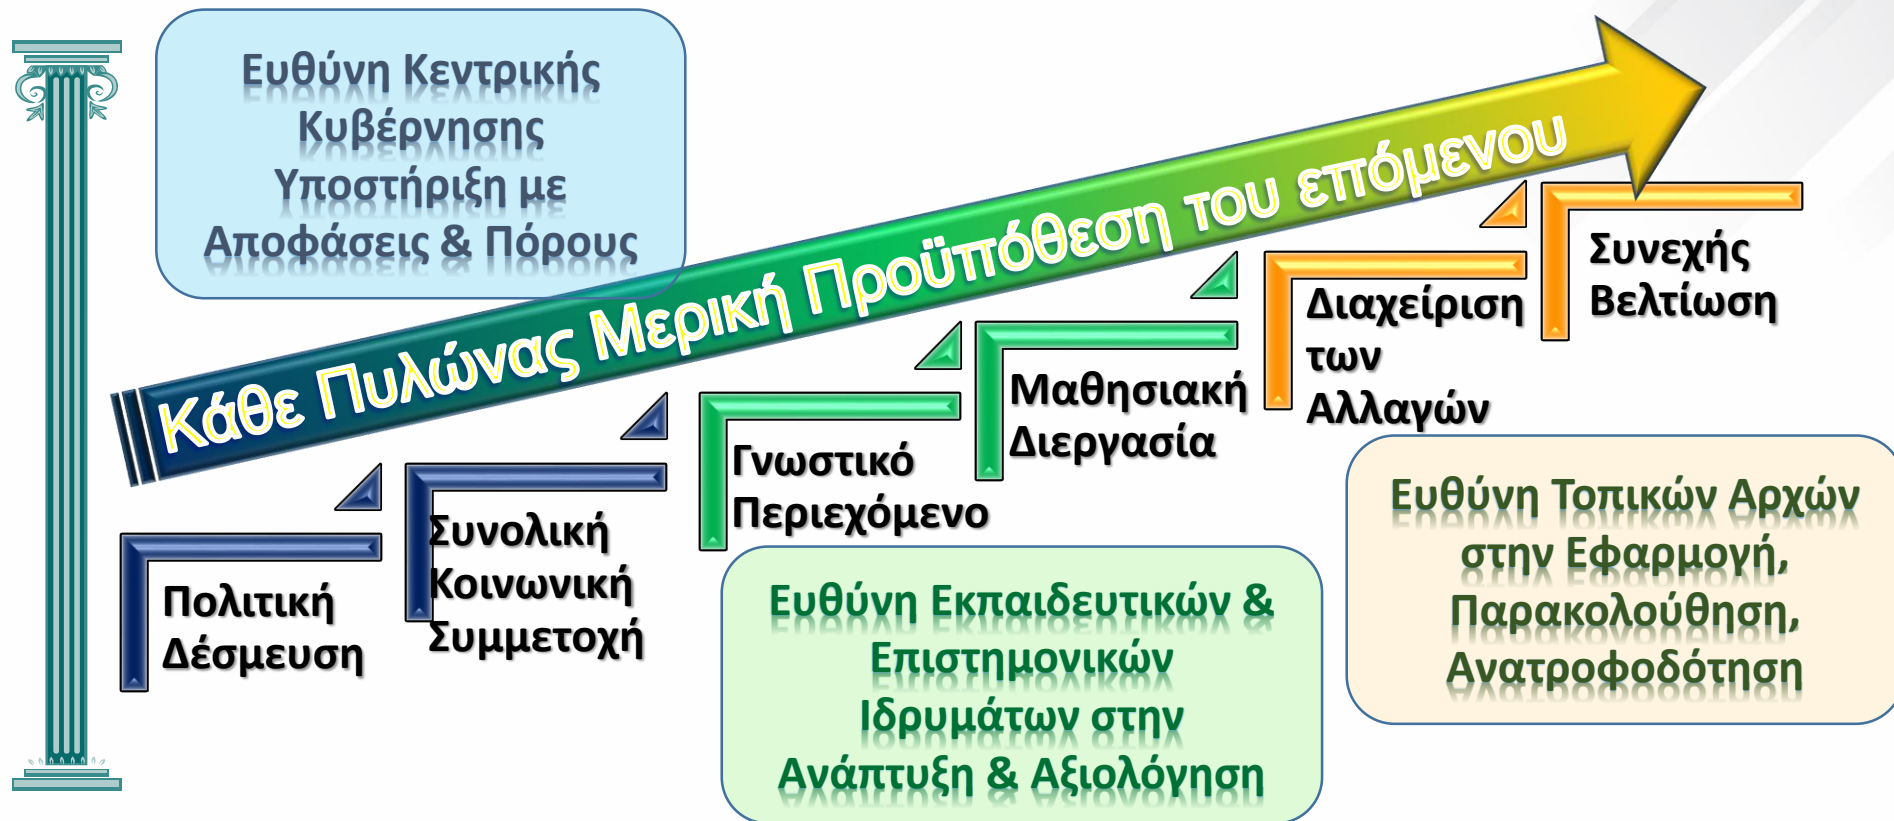 Ευθύνη Κεντρικής
Κυβέρνησης
Υποστήριξη με
Αποφάσεις & Πόρους
Κάθε Πυλώνας Μερική Προϋπόθεση του επόμενου
Πολιτική
Δέσμευση
Συνολική
Κοινωνική
Συμμετοχή
Γνωστικό
Περιεχόμενο
Μαθησιακή
Διεργασία
Διαχείριση
των
Αλλαγών
Συνεχής
Βελτίωση
Ευθύνη Εκπαιδευτικών &
Επιστημονικών
Ιδρυμάτων στην
Ανάπτυξη & Αξιολόγηση
Ευθύνη Τοπικών Αρχών
στην Εφαρμογή,
Παρακολούθηση,
Ανατροφοδότηση